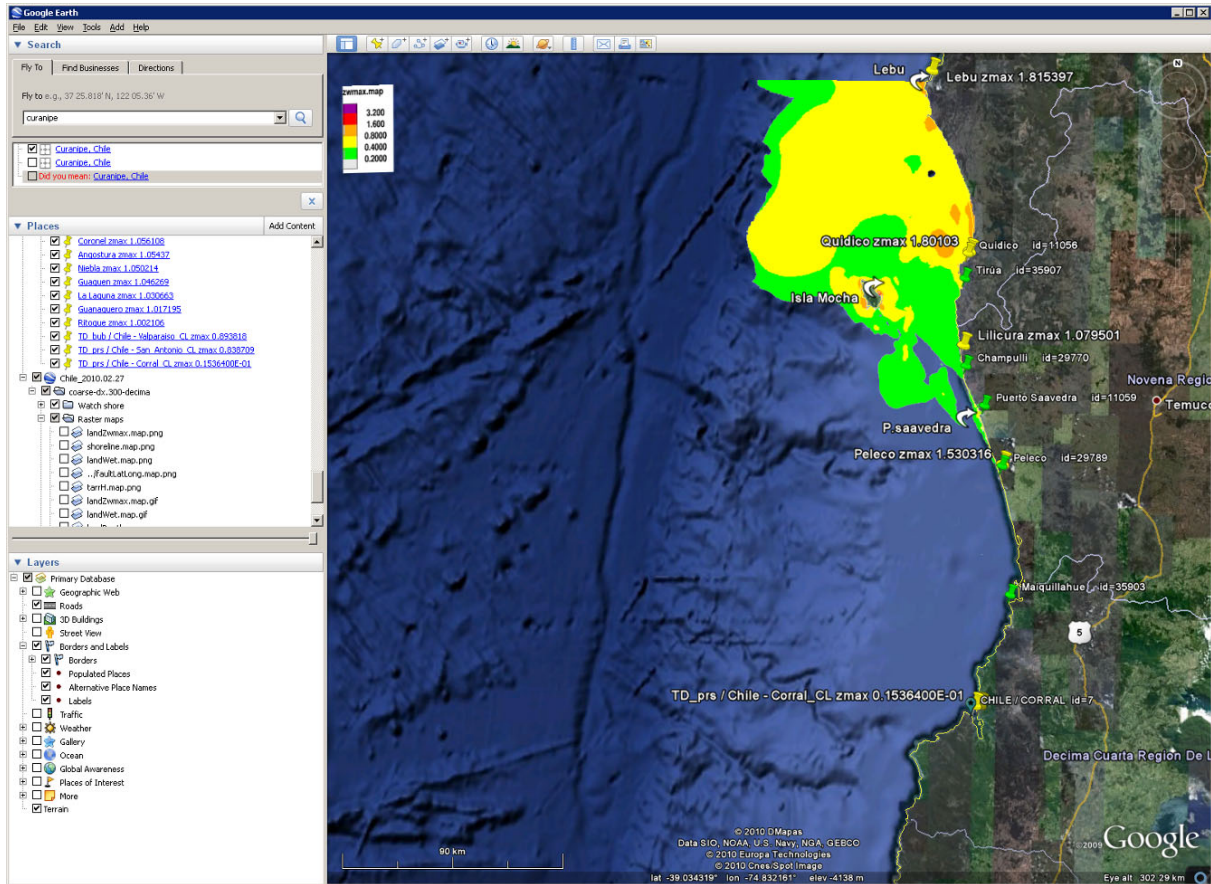 Google Earth
File Edit View Tools Add Help
Search
Fly To Find Businesses Directions
Fly to e.g., 37 25.818' N, 122 05.36' W
curanipe
Curanipe, Chile
Curanipe, Chile
Did you mean: Curanipe, Chile
Places Add Content
Coronel zmax 1.056108
Angostura zmax 1.05437
Niebla zmax 1.050214
Guaquen zmax 1.046269
La Laguna zmax 1.030663
Guanaquero zmax 1.017195
Ritoque zmax 1.002106
TD_bub / Chile - Valparaiso_CL zmax 0.893818
TD_prs / Chile - San_Antonio_CL zmax 0.838709
TD_prs / Chile - Corral_CL zmax 0.1536400E-01
Chile_2010.02.27
coarse-dx.300-decima
Watch shore
Raster maps
landZwmax.map.png
shoreline.map.png
landWet.map.png
../faultLatLong.map.png
tarrH.map.png
landZwmax.map.gif
landWet.map.gif
Layers
Primary Database
Geographic Web
Roads
3D Buildings
Street View
Borders and Labels
Borders
Populated Places
Alternative Place Names
Labels
Traffic
Weather
Gallery
Ocean
Global Awareness
Places of Interest
More
Terrain
zwmax.map
3.200
1.600
0.8000
0.4000
0.2000
N
Lebu
Lebu zmax 1.815397
Quidico zmax 1.80103
Quidico id=11056
Tirúa id=35907
Isla Mocha
Lilicura zmax 1.079501
Champulli id=29770
Novena Regio
Puerto Saavedra id=11059
Temuco
P.saavedra
Peleco zmax 1.530316
Peleco id=29789
Maiquillahue id=35903
5
TD_prs / Chile - Corral_CL zmax 0.1536400E-01
CHILE / CORRAL id=7
Decima Cuarta Region De L
90 km
© 2010 DMapas
Data SIO, NOAA, U.S. Navy, NGA, GEBCO
© 2010 Europa Technologies
© 2010 Cnes/Spot Image
©2009 Google
lat -39.034319° lon -74.832161° elev -4138 m
Eye alt 302.29 km